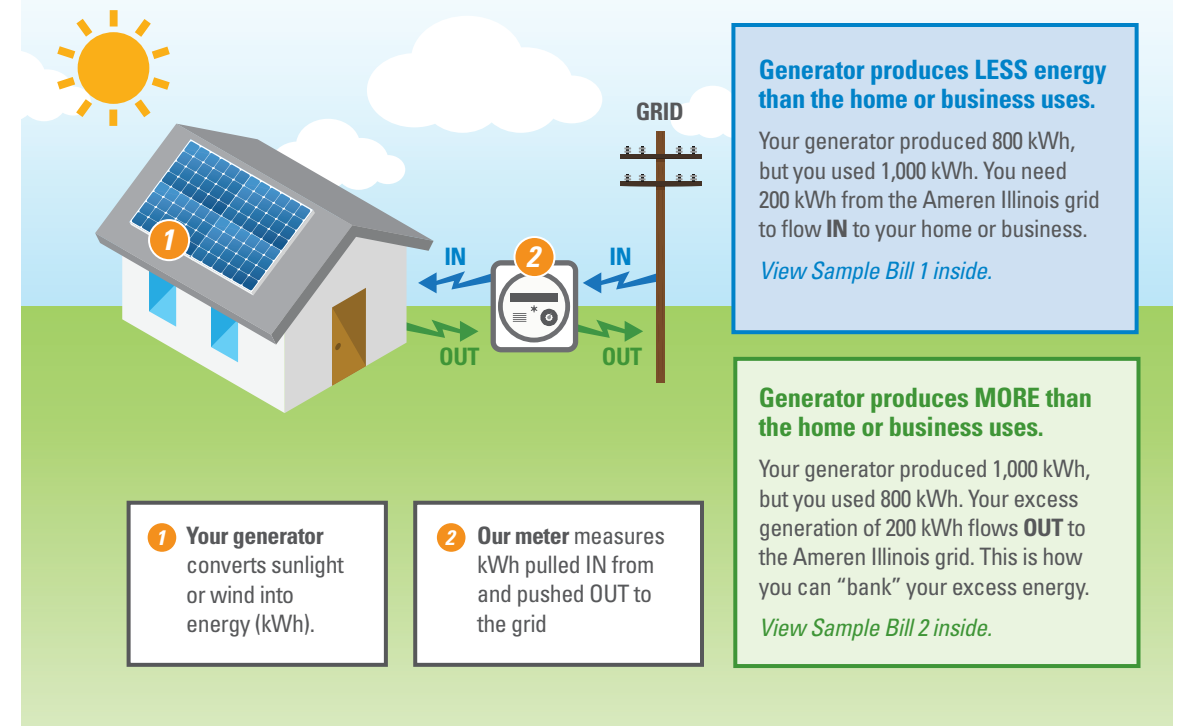 GRID
1
IN
2
IN
OUT
OUT
1 Your generator
converts sunlight
or wind into
energy (kWh).
2 Our meter measures
kWh pulled IN from
and pushed OUT to
the grid
Generator produces LESS energy
than the home or business uses.
Your generator produced 800 kWh,
but you used 1,000 kWh. You need
200 kWh from the Ameren Illinois grid
to flow IN to your home or business.
View Sample Bill 1 inside.
Generator produces MORE than
the home or business uses.
Your generator produced 1,000 kWh,
but you used 800 kWh. Your excess
generation of 200 kWh flows OUT to
the Ameren Illinois grid. This is how
you can “bank” your excess energy.
View Sample Bill 2 inside.